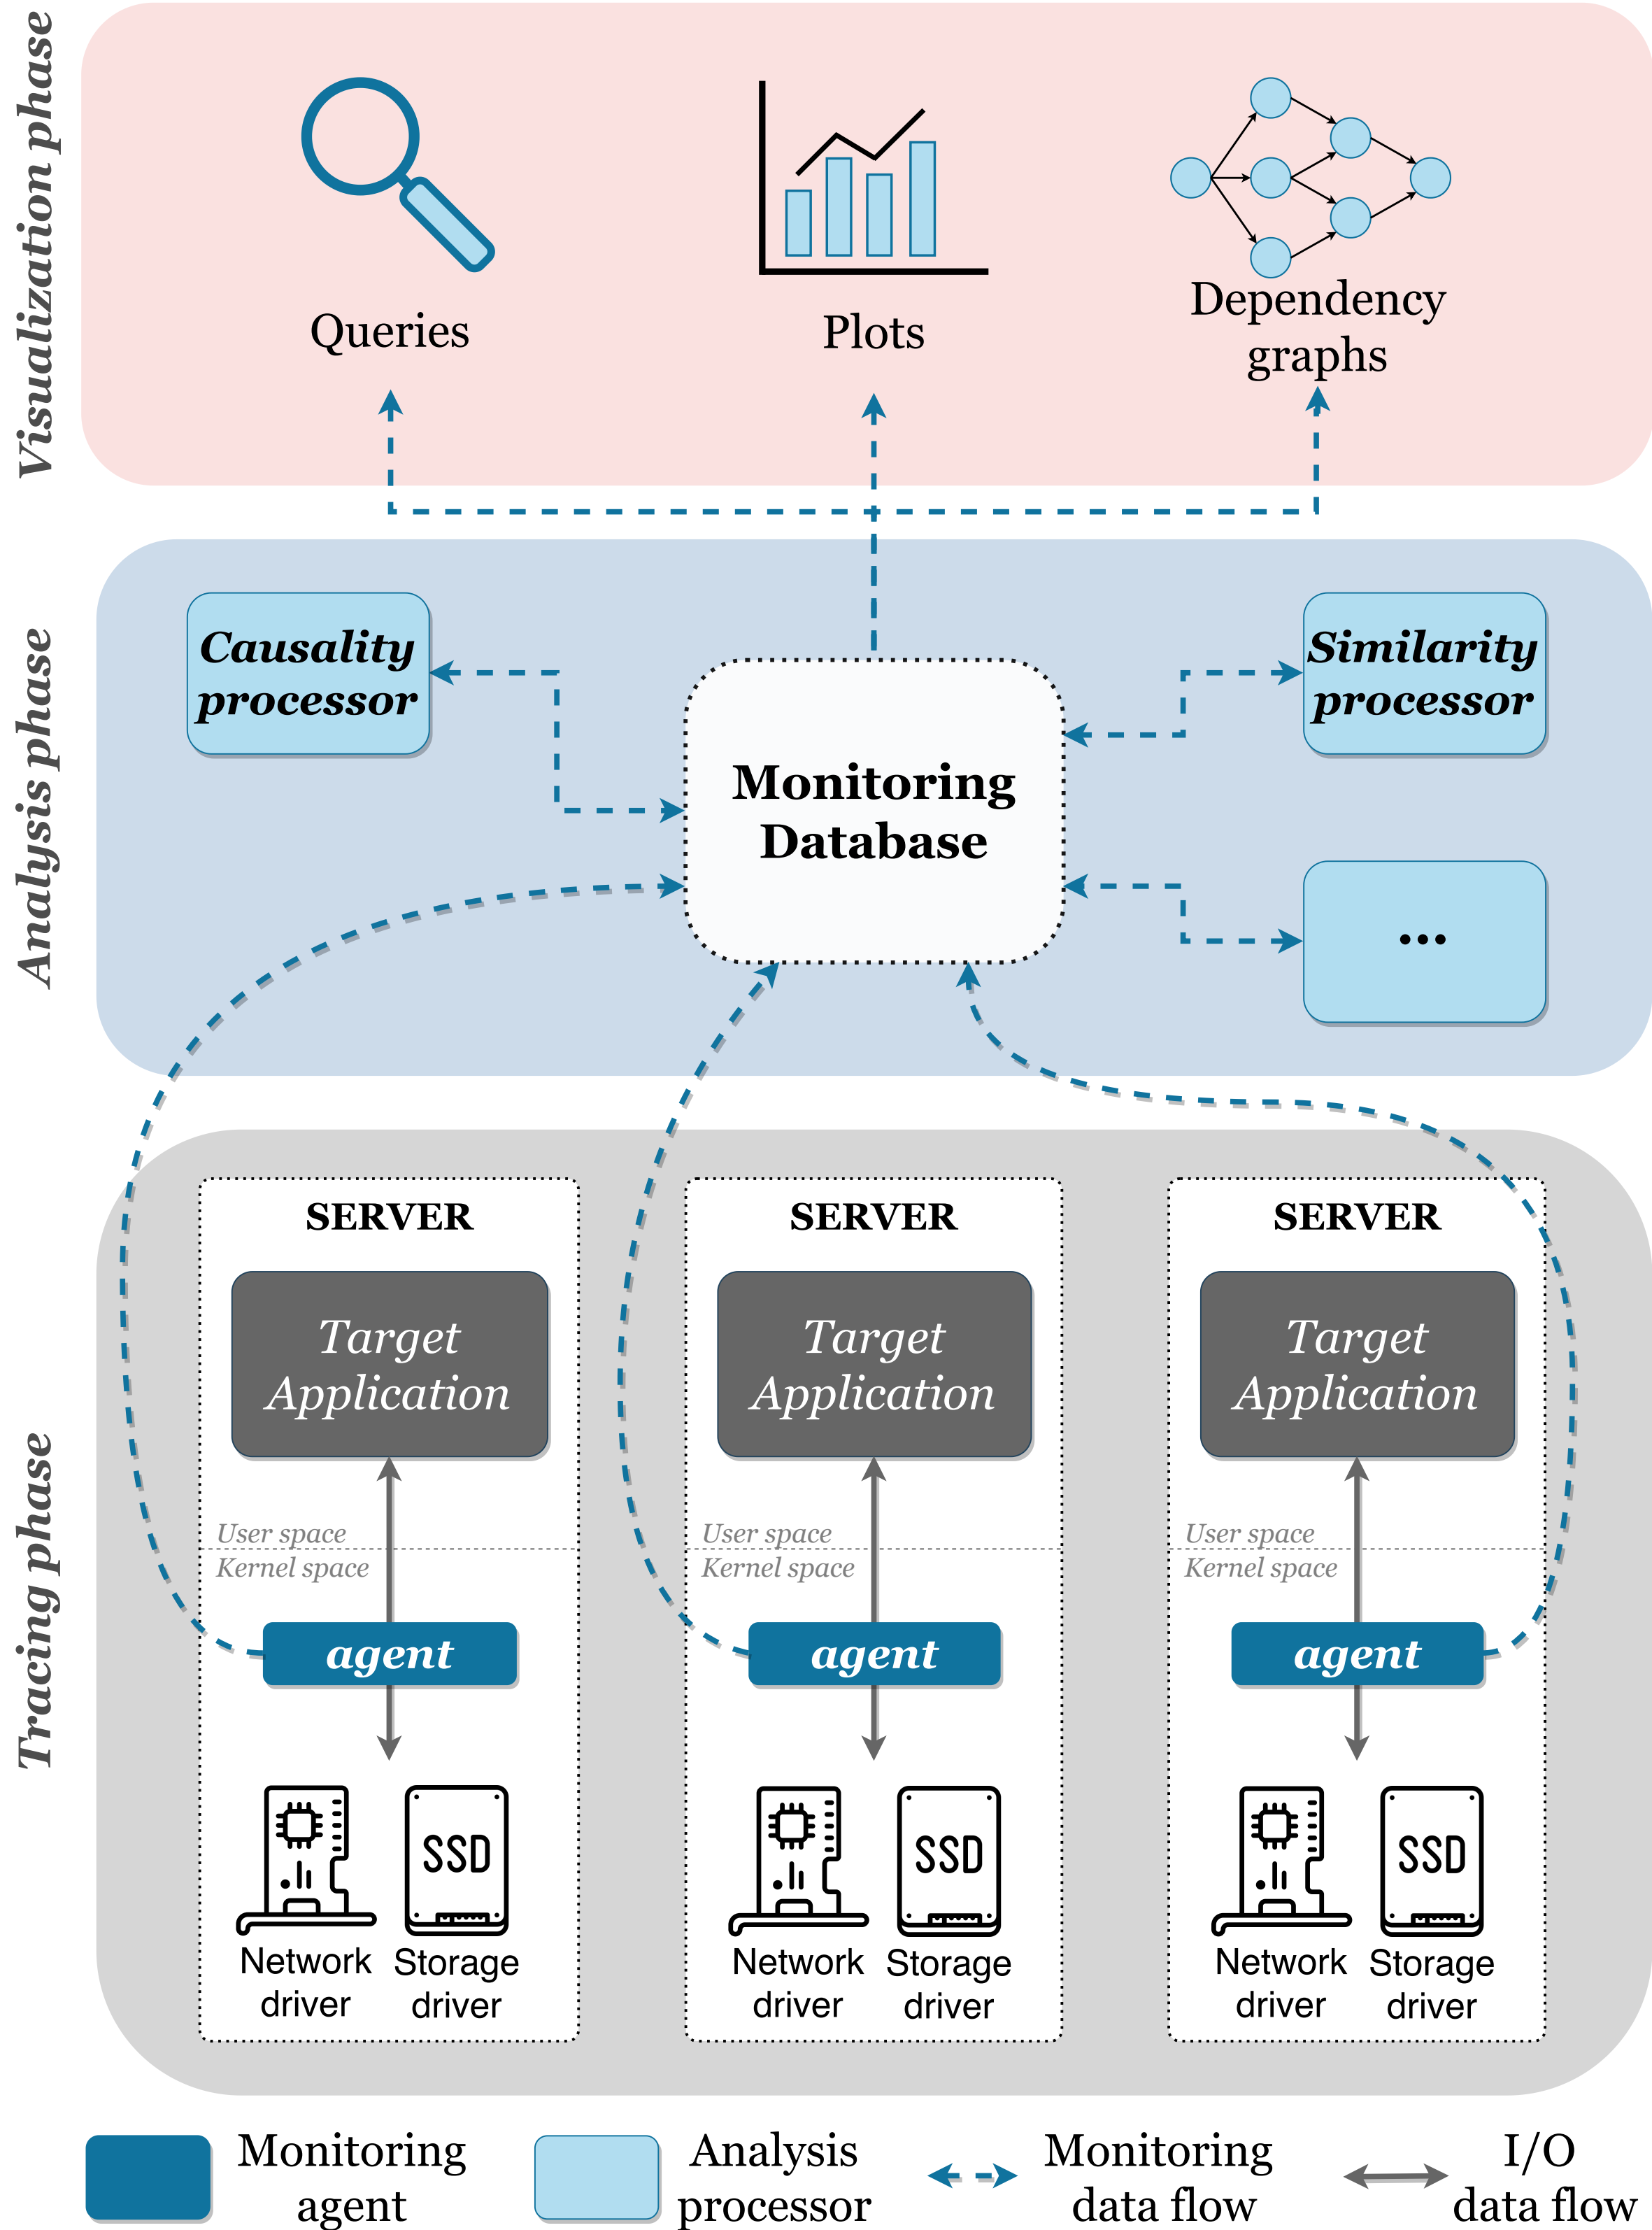 Visualization phase
Queries
Plots
Dependency
graphs
Analysis phase
Causality
processor
Similarity
processor
Monitoring
Database
...
Tracing phase
SERVER
Target
Application
User space
Kernel space
agent
SSD
Network
driver
Storage
driver
SERVER
Target
Application
User space
Kernel space
agent
SSD
Network
driver
Storage
driver
SERVER
Target
Application
User space
Kernel space
agent
SSD
Network
driver
Storage
driver
Monitoring
agent
Analysis
processor
Monitoring
data flow
I/O
data flow